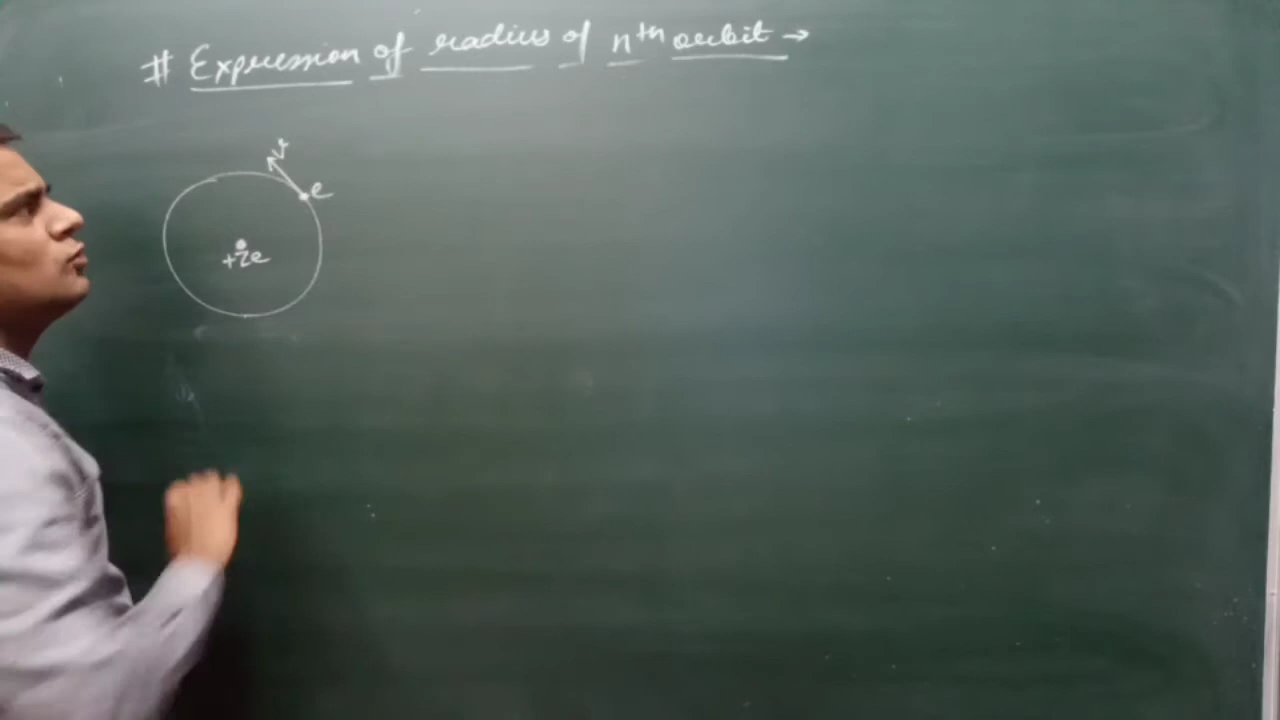 # Expression of radius of nth orbit →
v
e
+ze